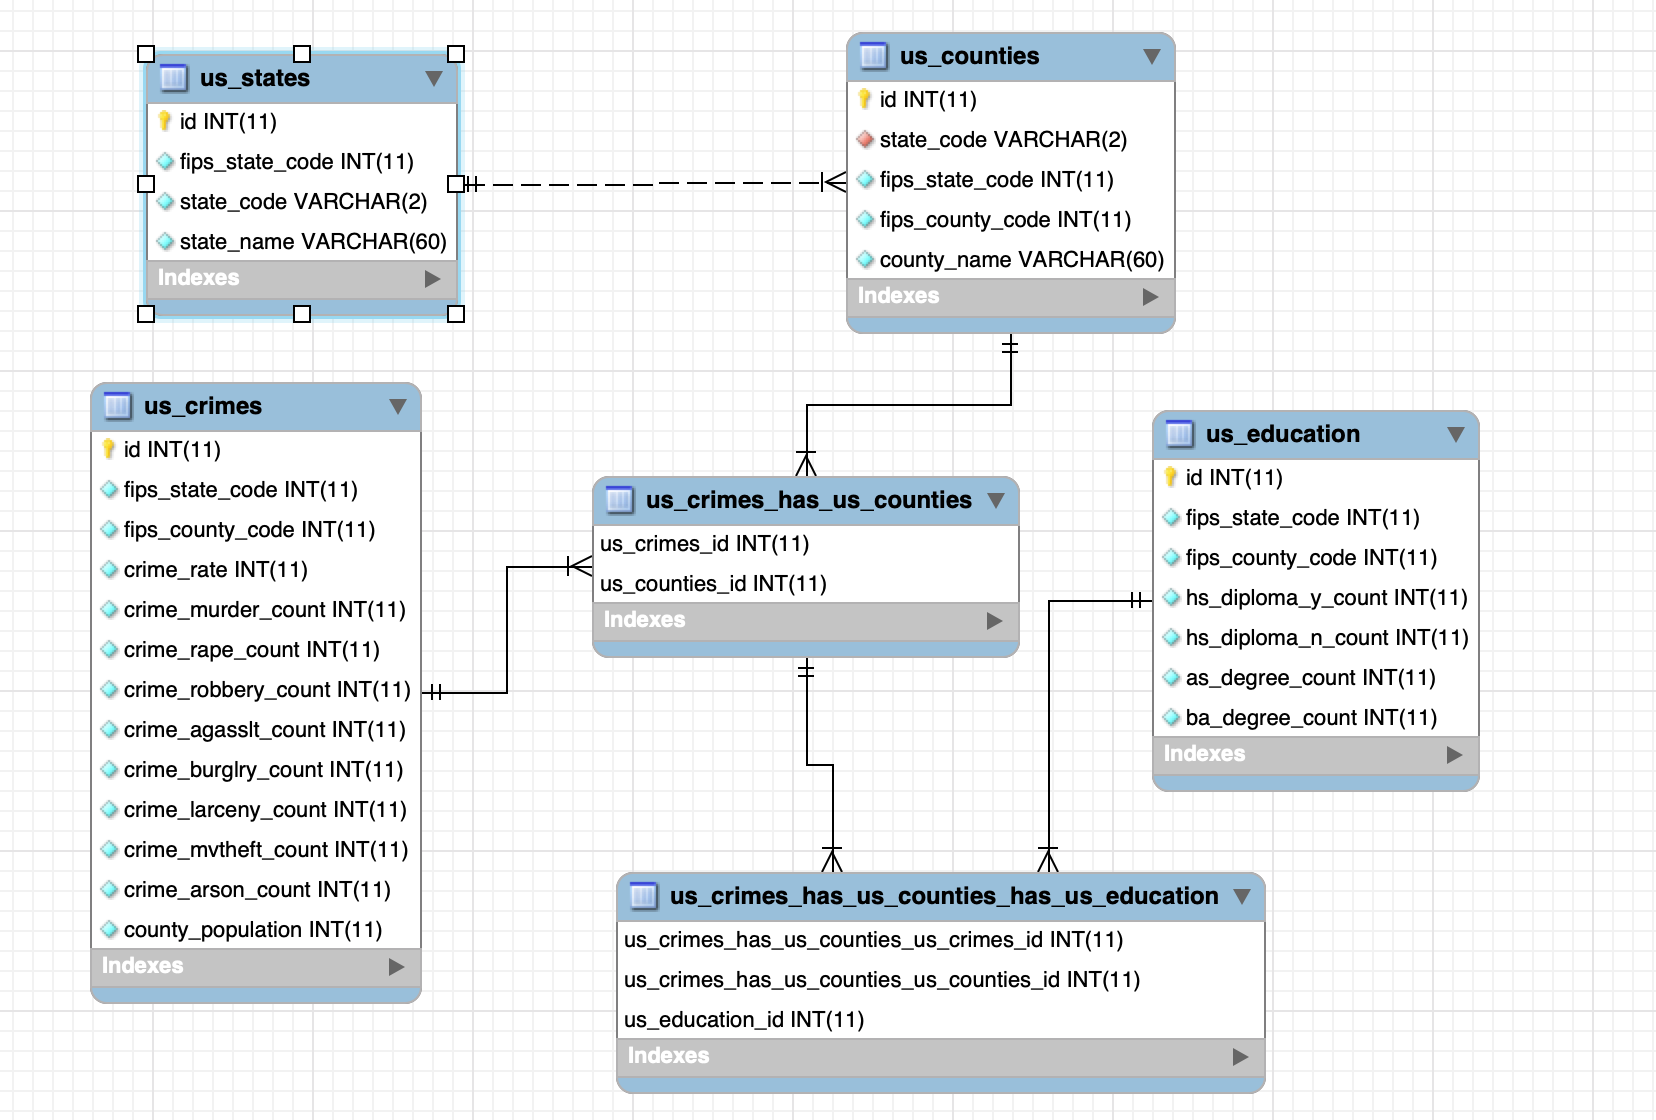 us_states
id INT(11)
fips_state_code INT(11)
state_code VARCHAR(2)
state_name VARCHAR(60)
Indexes
us_counties
id INT(11)
state_code VARCHAR(2)
fips_state_code INT(11)
fips_county_code INT(11)
county_name VARCHAR(60)
Indexes
us_crimes
id INT(11)
fips_state_code INT(11)
fips_county_code INT(11)
crime_rate INT(11)
crime_murder_count INT(11)
crime_rape_count INT(11)
crime_robbery_count INT(11)
crime_agasslt_count INT(11)
crime_burglry_count INT(11)
crime_larceny_count INT(11)
crime_mvtheft_count INT(11)
crime_arson_count INT(11)
county_population INT(11)
Indexes
us_crimes_has_us_counties
us_crimes_id INT(11)
us_counties_id INT(11)
Indexes
us_education
id INT(11)
fips_state_code INT(11)
fips_county_code INT(11)
hs_diploma_y_count INT(11)
hs_diploma_n_count INT(11)
as_degree_count INT(11)
ba_degree_count INT(11)
Indexes
us_crimes_has_us_counties_has_us_education
us_crimes_has_us_counties_us_crimes_id INT(11)
us_crimes_has_us_counties_us_counties_id INT(11)
us_education_id INT(11)
Indexes